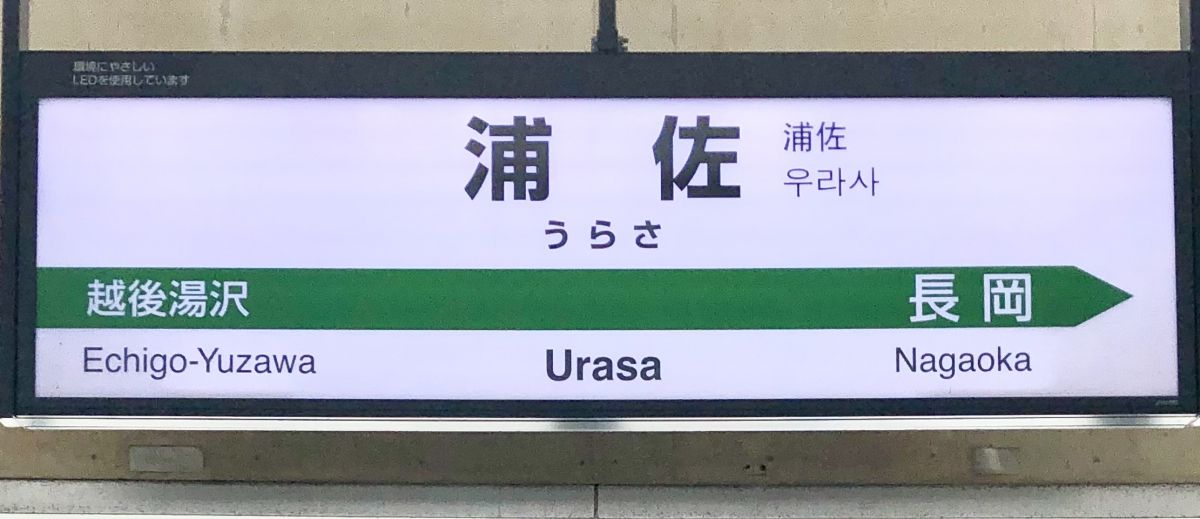 環境にやさしい
LEDを使用しています
浦佐
浦佐
우라사
うらさ
越後湯沢
長岡
Echigo-Yuzawa
Urasa
Nagaoka